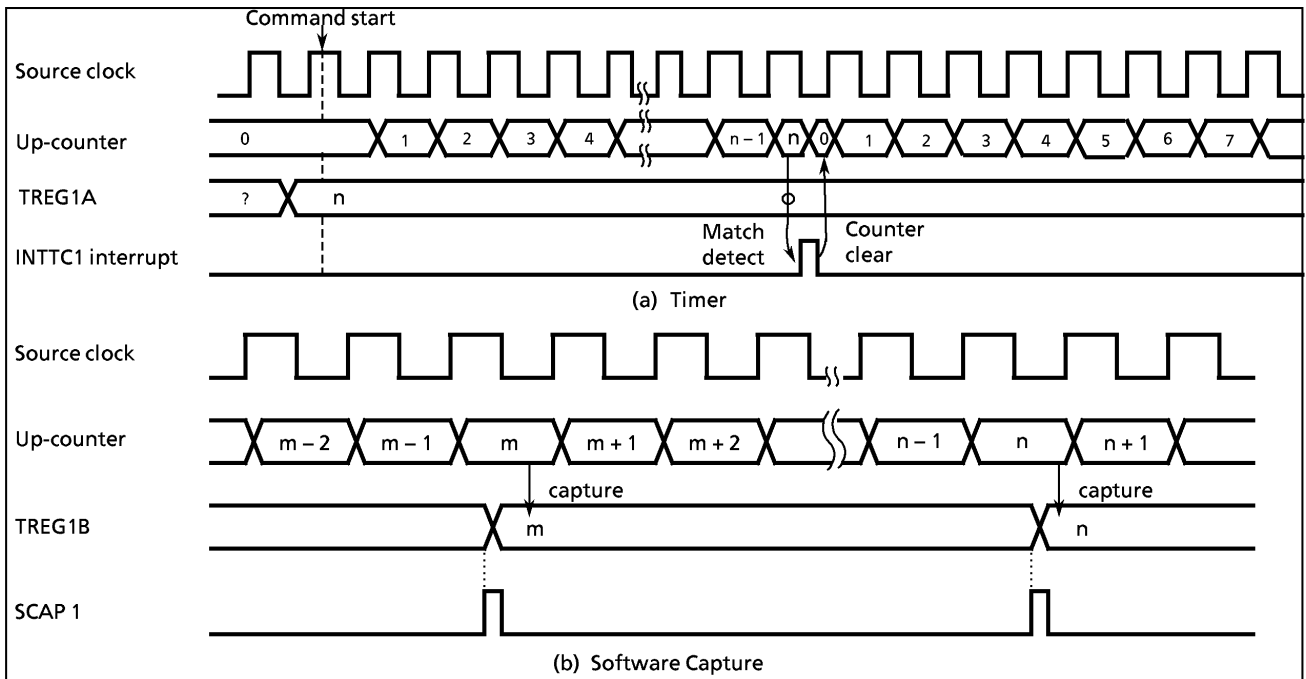 Command start
Source clock
Up-counter 0 1 2 3 4 n – 1 n 0 1 2 3 4 5 6 7
TREG1A ? n
INTTC1 interrupt Match detect Counter clear
(a) Timer
Source clock
Up-counter m – 2 m – 1 m m + 1 m + 2 n – 1 n n + 1
capture capture
TREG1B m n
SCAP 1
(b) Software Capture